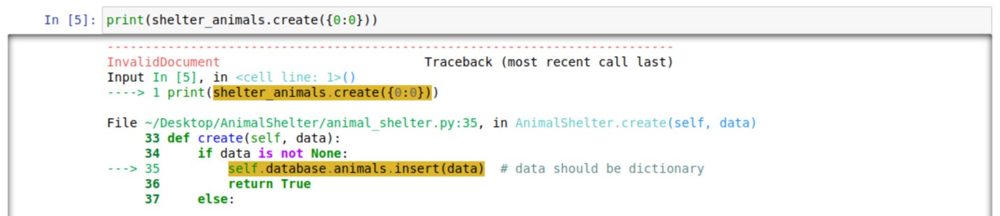 In [5]: print(shelter_animals.create({0:0}))
---------------------------------------------------------------------------
InvalidDocument                           Traceback (most recent call last)
Input In [5], in <cell line: 1>()
----> 1 print(shelter_animals.create({0:0}))

File ~/Desktop/AnimalShelter/animal_shelter.py:35, in AnimalShelter.create(self, data)
     33 def create(self, data):
     34     if data is not None:
---> 35         self.database.animals.insert(data)  # data should be dictionary
     36         return True
     37     else: